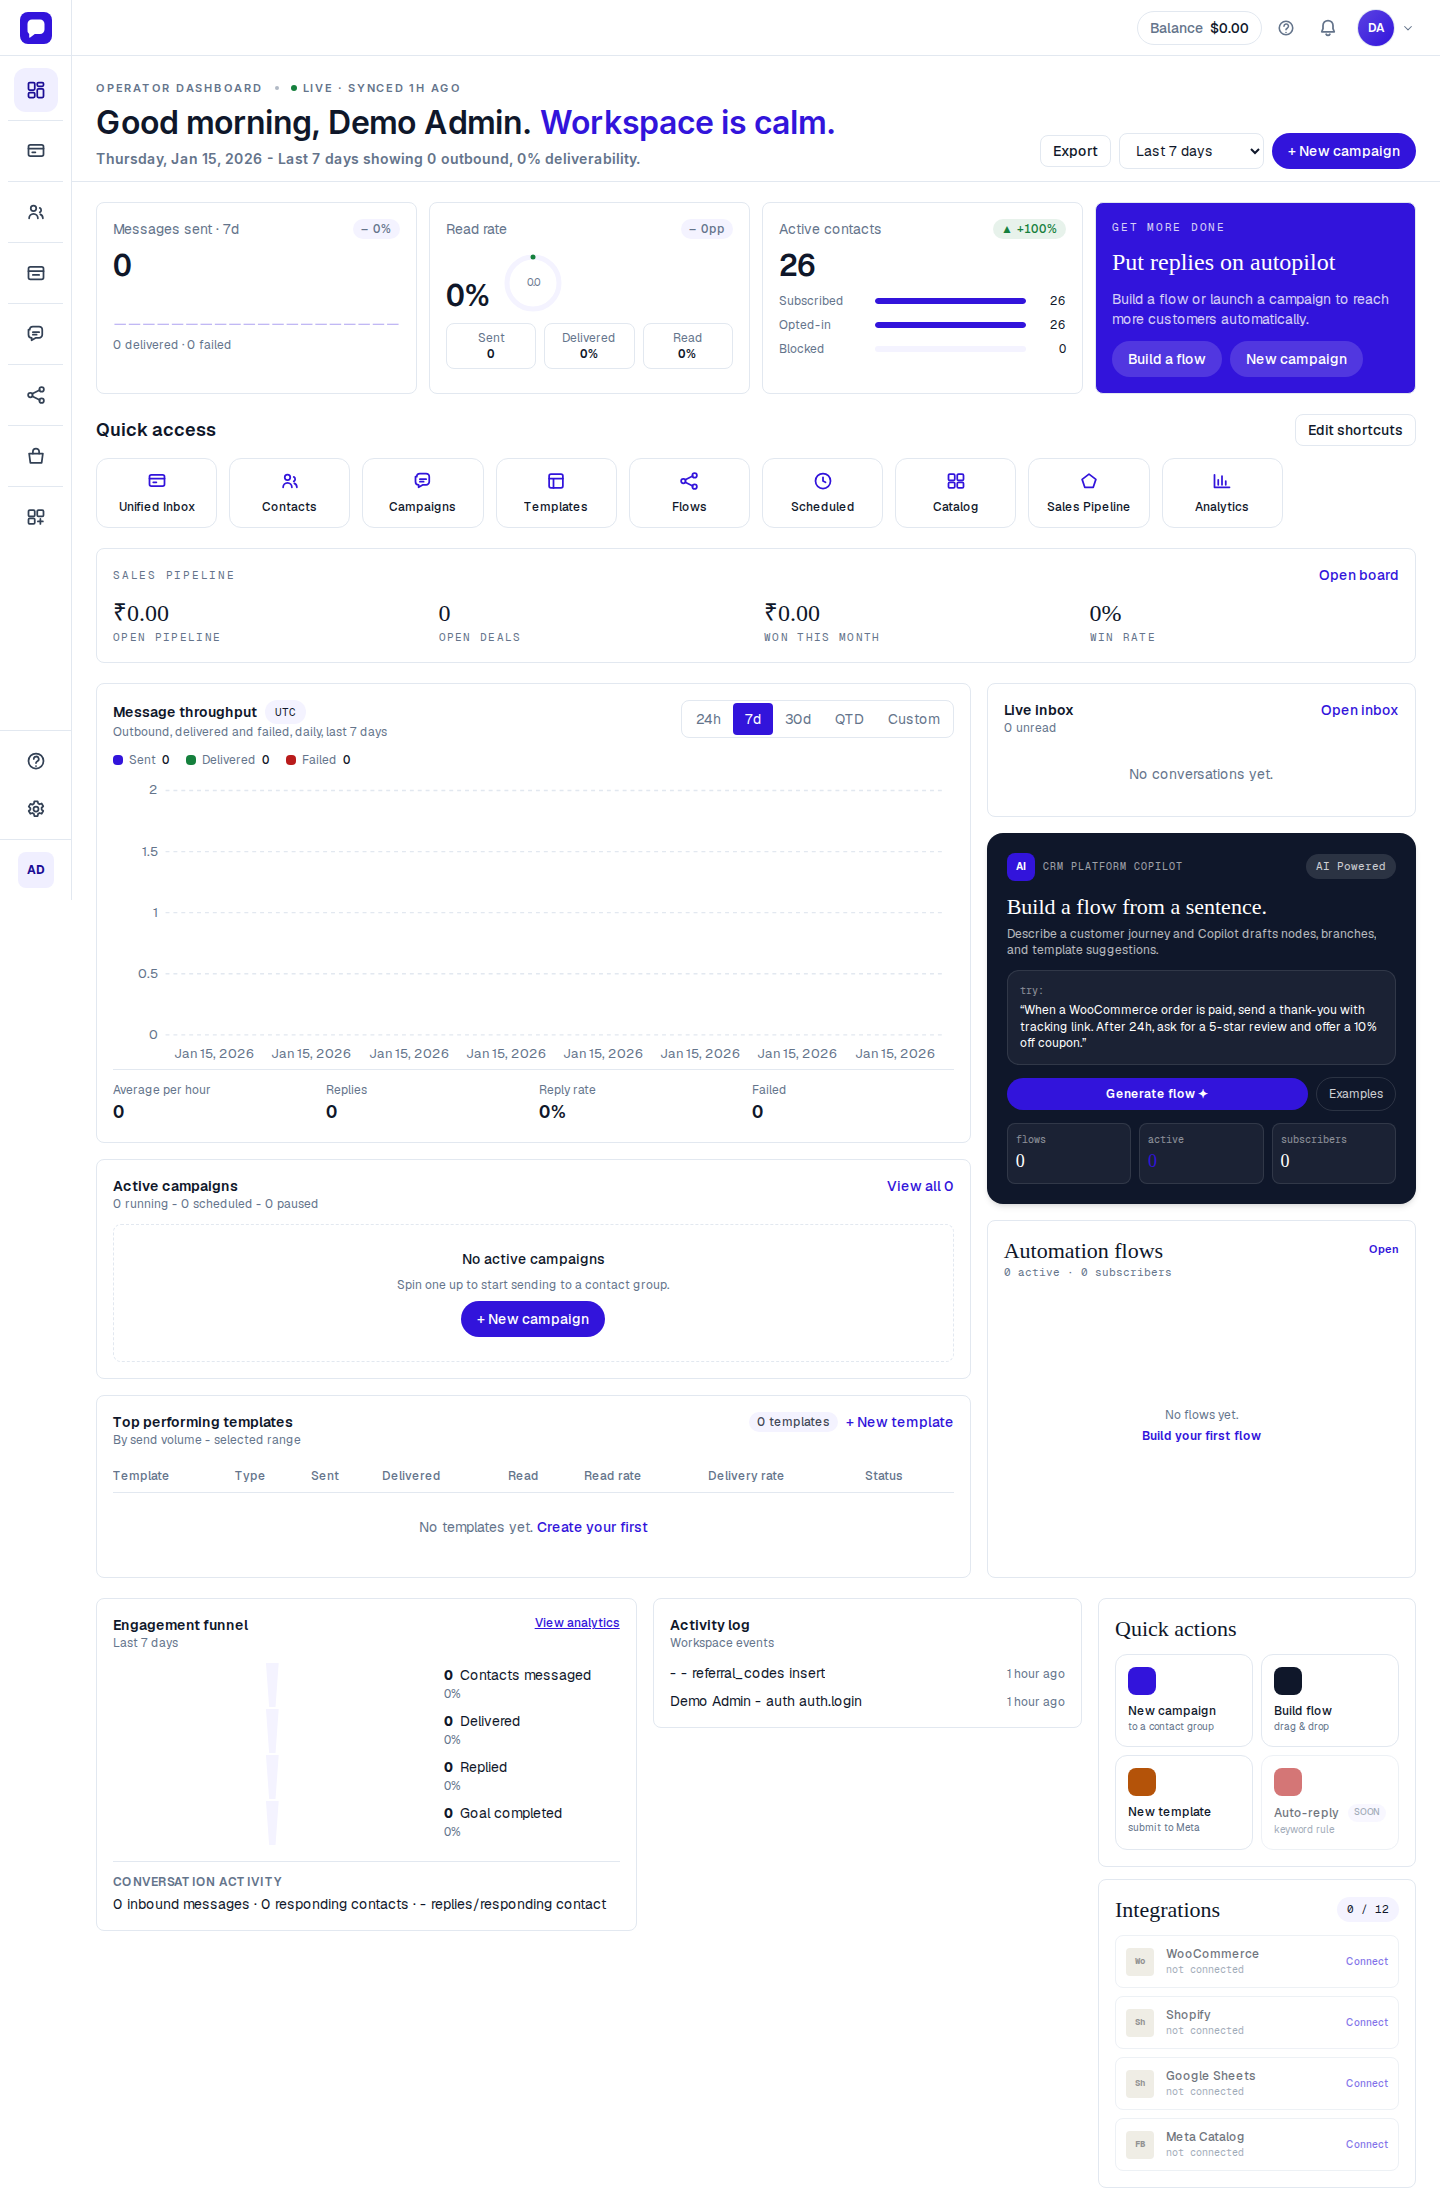 Balance $0.00
DA
OPERATOR DASHBOARD • LIVE · SYNCED 1H AGO
Good morning, Demo Admin. Workspace is calm.
Thursday, Jan 15, 2026 - Last 7 days showing 0 outbound, 0% deliverability.
Export
Last 7 days
+ New campaign
Messages sent · 7d
– 0%
0
0 delivered · 0 failed
Read rate
– 0pp
0%
0.0
Sent
0
Delivered
0%
Read
0%
Active contacts
▲ +100%
26
Subscribed 26
Opted-in 26
Blocked 0
GET MORE DONE
Put replies on autopilot
Build a flow or launch a campaign to reach
more customers automatically.
Build a flow
New campaign
Quick access
Edit shortcuts
Unified Inbox
Contacts
Campaigns
Templates
Flows
Scheduled
Catalog
Sales Pipeline
Analytics
SALES PIPELINE
Open board
₹0.00
OPEN PIPELINE
0
OPEN DEALS
₹0.00
WON THIS MONTH
0%
WIN RATE
Message throughput UTC
Outbound, delivered and failed, daily, last 7 days
24h 7d 30d QTD Custom
Sent 0 Delivered 0 Failed 0
2
1.5
1
0.5
0
Jan 15, 2026 Jan 15, 2026 Jan 15, 2026 Jan 15, 2026 Jan 15, 2026 Jan 15, 2026 Jan 15, 2026 Jan 15, 2026
Average per hour
0
Replies
0
Reply rate
0%
Failed
0
Live inbox
Open inbox
0 unread
No conversations yet.
AI CRM PLATFORM COPILOT
AI Powered
Build a flow from a sentence.
Describe a customer journey and Copilot drafts nodes, branches,
and template suggestions.
try:
“When a WooCommerce order is paid, send a thank-you with
tracking link. After 24h, ask for a 5-star review and offer a 10%
off coupon.”
Generate flow ✦
Examples
flows
0
active
0
subscribers
0
AD
Active campaigns
View all 0
0 running - 0 scheduled - 0 paused
No active campaigns
Spin one up to start sending to a contact group.
+ New campaign
Automation flows
Open
0 active · 0 subscribers
No flows yet.
Build your first flow
Top performing templates
0 templates + New template
By send volume - selected range
Template Type Sent Delivered Read Read rate Delivery rate Status
No templates yet. Create your first
Engagement funnel
View analytics
Last 7 days
0 Contacts messaged
0%
0 Delivered
0%
0 Replied
0%
0 Goal completed
0%
CONVERSATION ACTIVITY
0 inbound messages · 0 responding contacts · - replies/responding contact
Activity log
Workspace events
- - referral_codes insert 1 hour ago
Demo Admin - auth auth.login 1 hour ago
Quick actions
New campaign
to a contact group
Build flow
drag & drop
New template
submit to Meta
Auto-reply SOON
keyword rule
Integrations
0 / 12
Wo
WooCommerce
not connected
Connect
Sh
Shopify
not connected
Connect
Sh
Google Sheets
not connected
Connect
FB
Meta Catalog
not connected
Connect